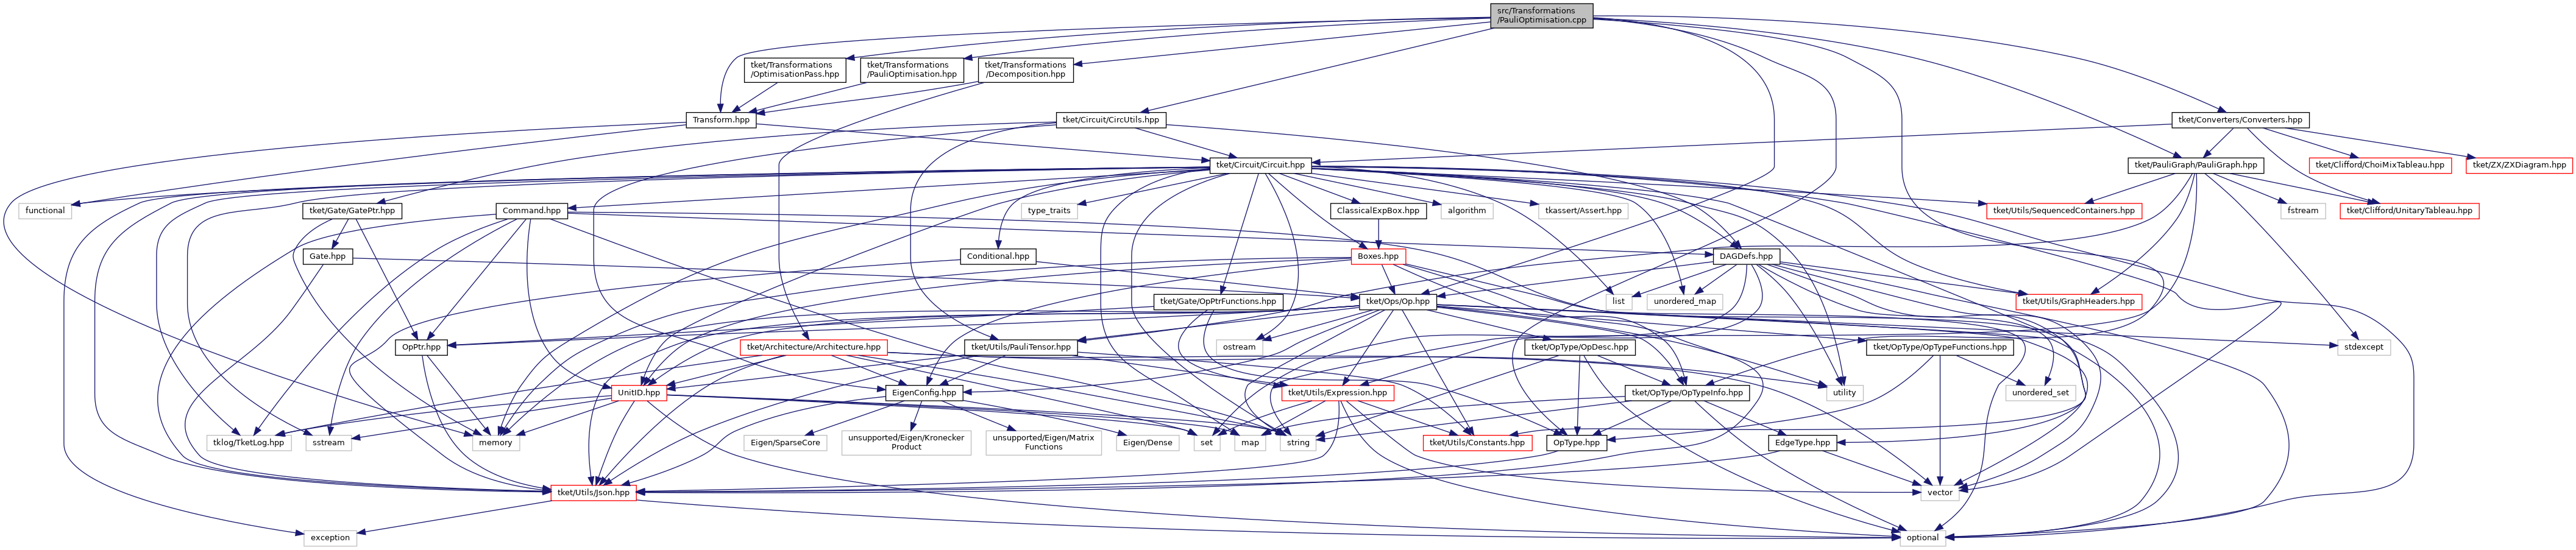 src/Transformations
/PauliOptimisation.cpp
tket/Transformations
/OptimisationPass.hpp
tket/Transformations
/PauliOptimisation.hpp
tket/Transformations
/Decomposition.hpp
Transform.hpp
tket/Circuit/CircUtils.hpp
tket/Converters/Converters.hpp
tket/Circuit/Circuit.hpp
tket/PauliGraph/PauliGraph.hpp
tket/Clifford/ChoiMixTableau.hpp
tket/ZX/ZXDiagram.hpp
functional
tket/Gate/GatePtr.hpp
Command.hpp
type_traits
ClassicalExpBox.hpp
algorithm
tkassert/Assert.hpp
tket/Utils/SequencedContainers.hpp
fstream
tket/Clifford/UnitaryTableau.hpp
Gate.hpp
Conditional.hpp
Boxes.hpp
DAGDefs.hpp
tket/Gate/OpPtrFunctions.hpp
tket/Ops/Op.hpp
list
unordered_map
tket/Utils/GraphHeaders.hpp
OpPtr.hpp
tket/Architecture/Architecture.hpp
tket/Utils/PauliTensor.hpp
ostream
tket/OpType/OpDesc.hpp
tket/OpType/OpTypeFunctions.hpp
stdexcept
UnitID.hpp
EigenConfig.hpp
tket/Utils/Expression.hpp
tket/OpType/OpTypeInfo.hpp
utility
unordered_set
tklog/TketLog.hpp
sstream
memory
Eigen/SparseCore
unsupported/Eigen/Kronecker
Product
unsupported/Eigen/Matrix
Functions
Eigen/Dense
set
map
string
tket/Utils/Constants.hpp
OpType.hpp
EdgeType.hpp
tket/Utils/Json.hpp
vector
exception
optional